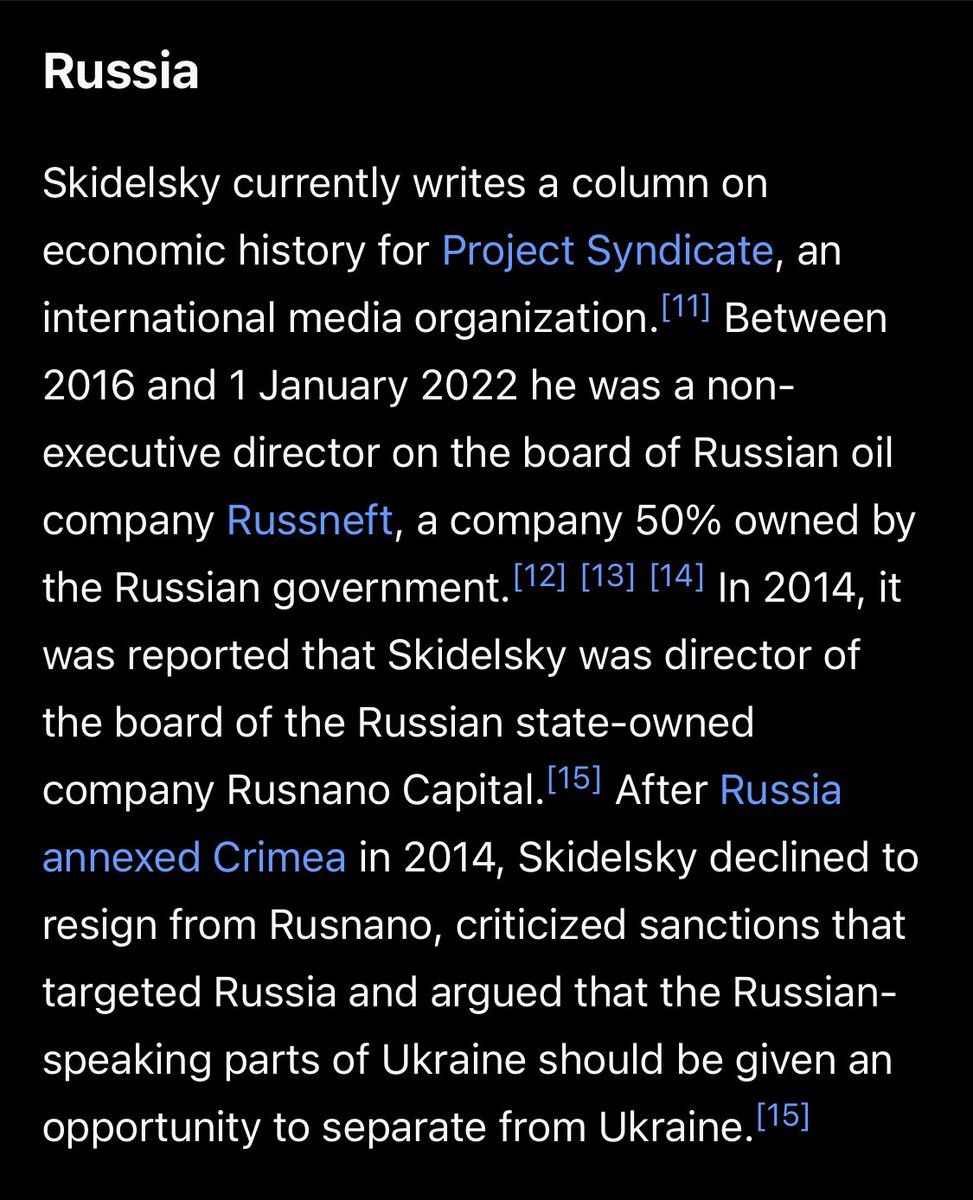 Russia
Skidelsky currently writes a column on
economic history for Project Syndicate, an
international media organization.[11] Between
2016 and 1 January 2022 he was a non-
executive director on the board of Russian oil
company Russneft, a company 50% owned by
the Russian government.[12] [13] [14] In 2014, it
was reported that Skidelsky was director of
the board of the Russian state-owned
company Rusnano Capital.[15] After Russia
annexed Crimea in 2014, Skidelsky declined to
resign from Rusnano, criticized sanctions that
targeted Russia and argued that the Russian-
speaking parts of Ukraine should be given an
opportunity to separate from Ukraine.[15]